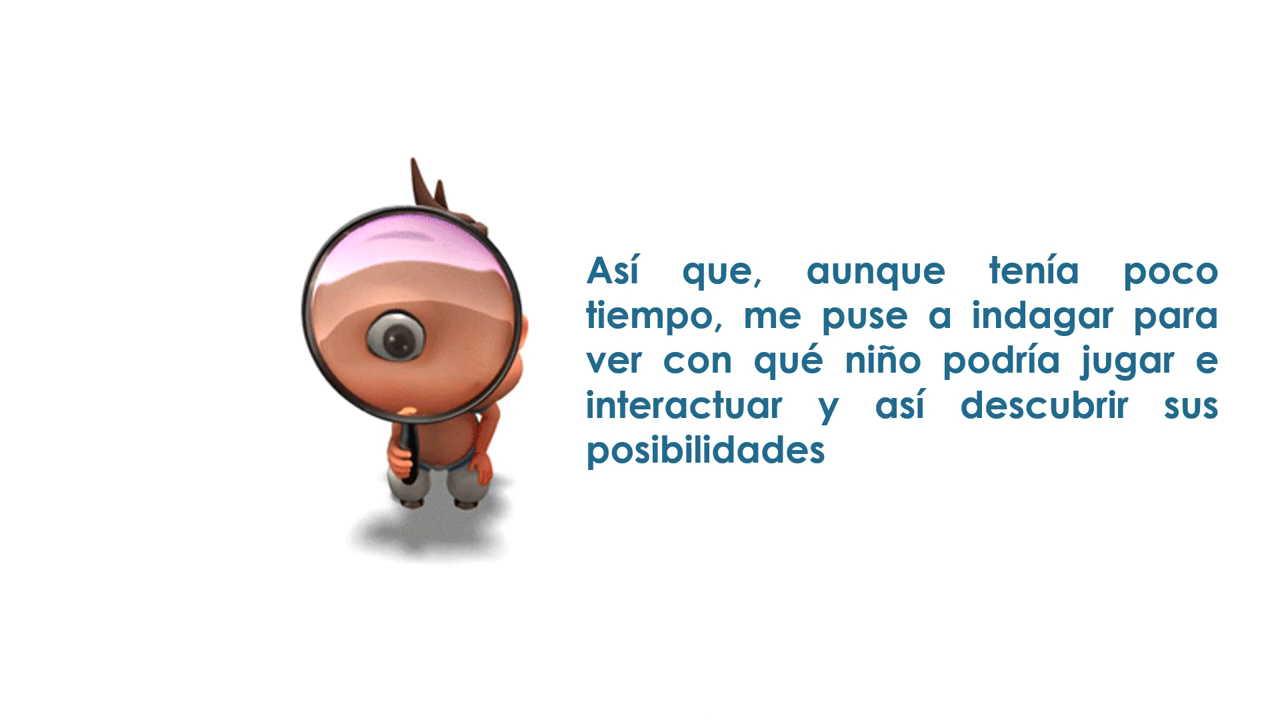 Así que, aunque tenía poco
tiempo, me puse a indagar para
ver con qué niño podría jugar e
interactuar y así descubrir sus
posibilidades